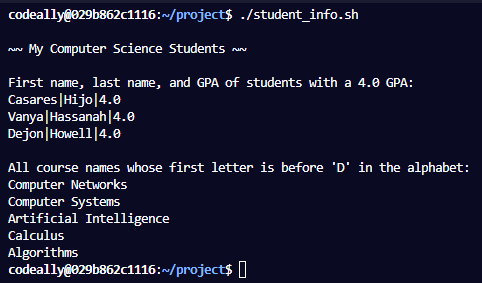 codeally@029b862c1116:~/project$ ./student_info.sh
~~ My Computer Science Students ~~
First name, last name, and GPA of students with a 4.0 GPA:
Casares|Hijo|4.0
Vanya|Hassanah|4.0
Dejon|Howell|4.0
All course names whose first letter is before 'D' in the alphabet:
Computer Networks
Computer Systems
Artificial Intelligence
Calculus
Algorithms
codeally@029b862c1116:~/project$